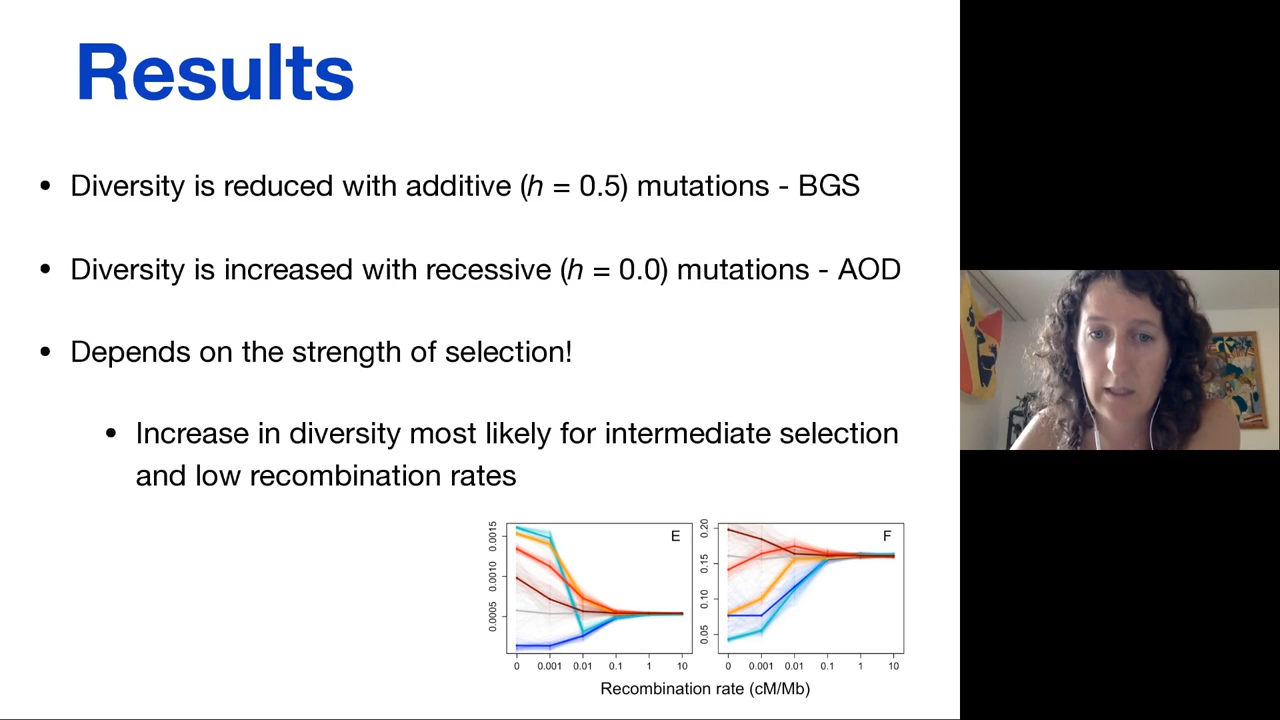 Results
• Diversity is reduced with additive (h = 0.5) mutations - BGS
• Diversity is increased with recessive (h = 0.0) mutations - AOD
• Depends on the strength of selection!
• Increase in diversity most likely for intermediate selection
and low recombination rates
0.0015
0.0010
0.0005
E
0 0.001 0.01 0.1 1 10
0.20
0.15
0.10
0.05
F
0 0.001 0.01 0.1 1 10
Recombination rate (cM/Mb)